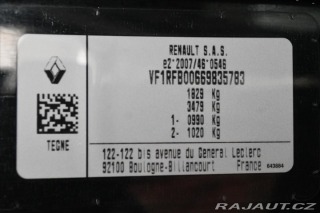 RENAULT S.A.S.
e2*2007/46*0546
VF1RFB00669835783
1829 Kg
3479 Kg
1- 0990 Kg
2- 1020 Kg
TEGNE
122-122 bis avenue du General Leclerc
92100 Boulogne-Billancourt France
643084
RAJAUT.CZ